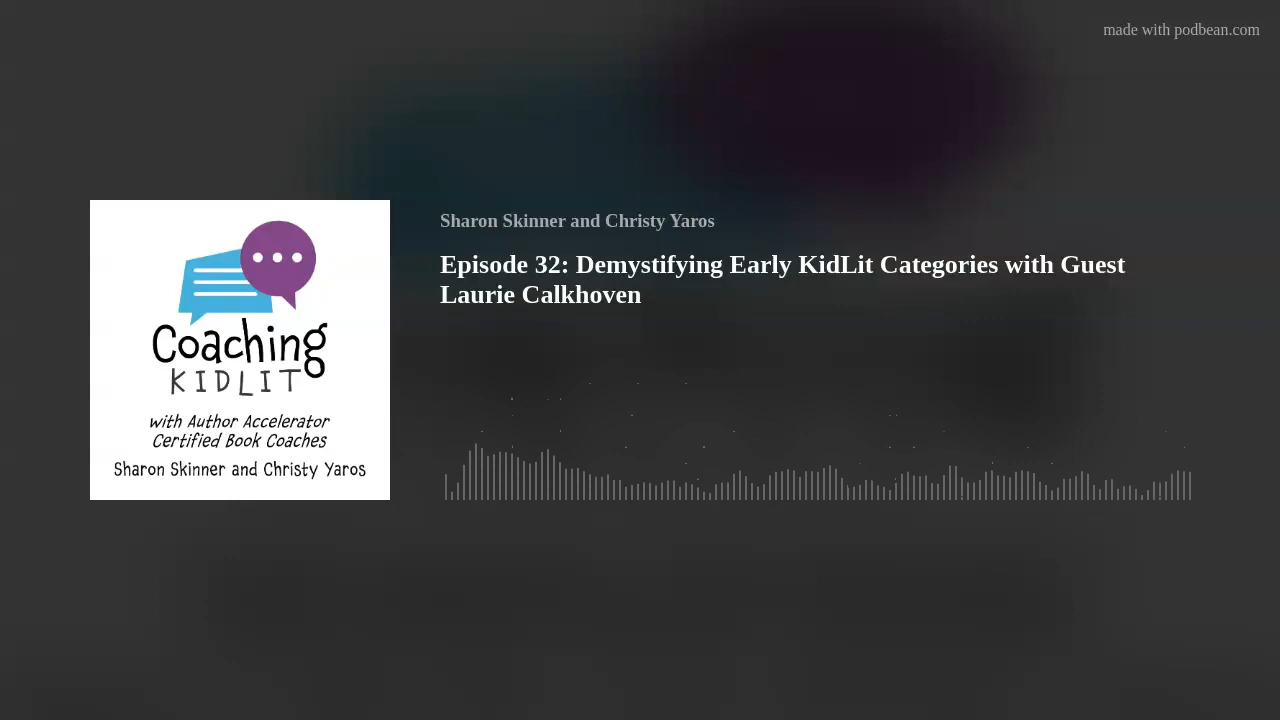 made with podbean.com
Sharon Skinner and Christy Yaros
Episode 32: Demystifying Early KidLit Categories with Guest
Laurie Calkhoven
Coaching
KIDLIT
with Author Accelerator
Certified Book Coaches
Sharon Skinner and Christy Yaros